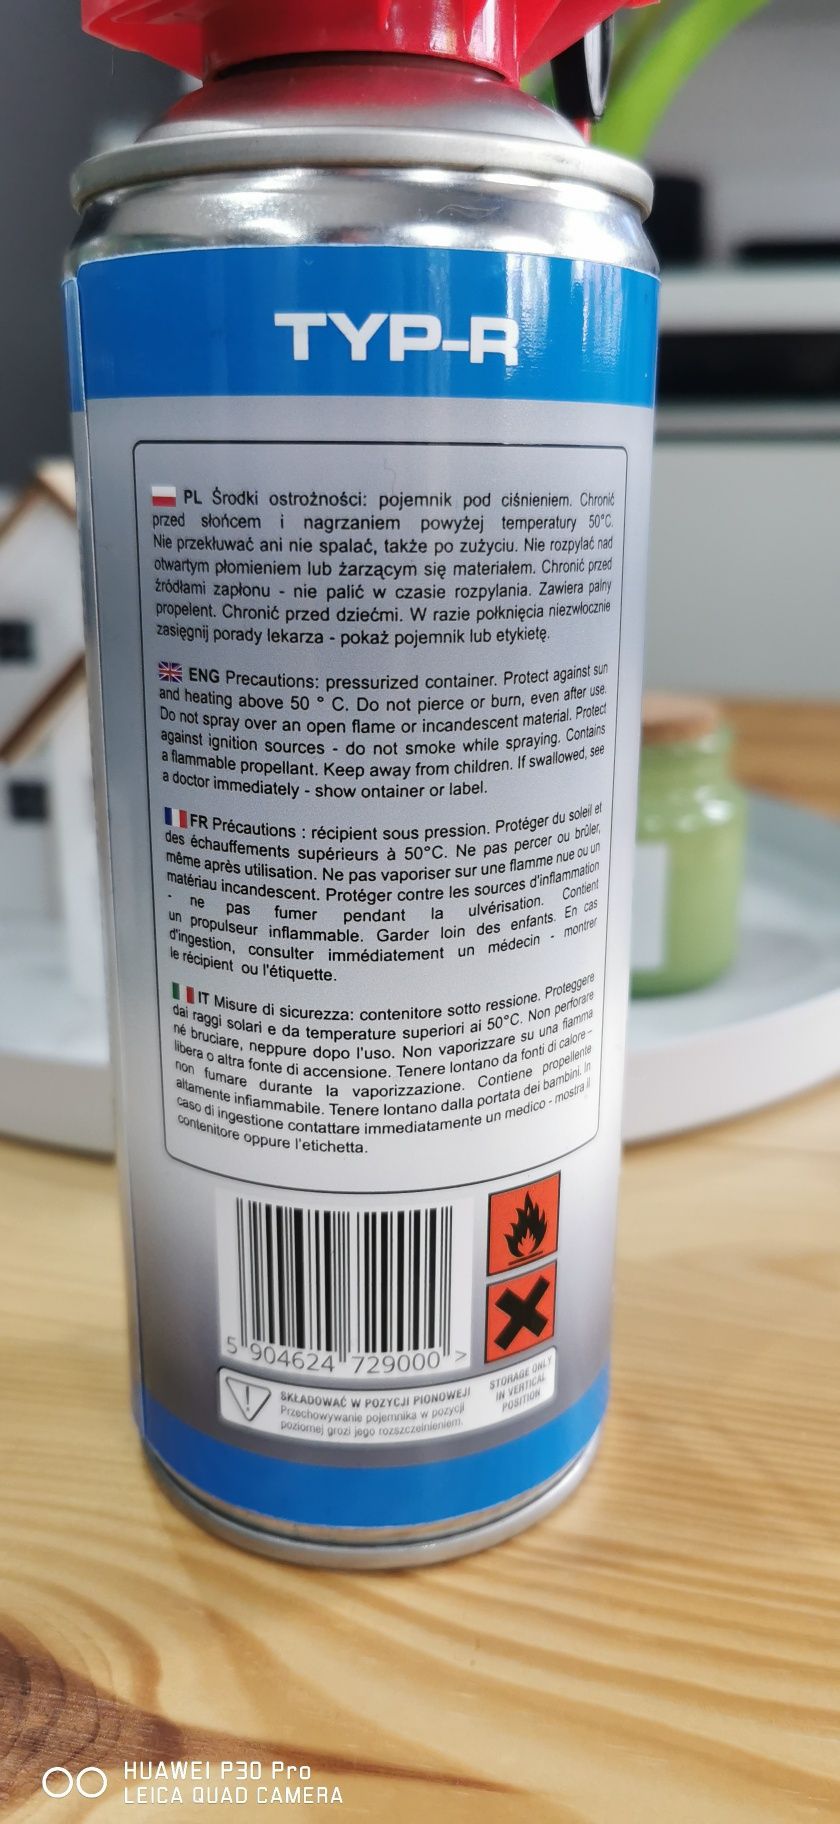 TYP-R
PL Środki ostrożności: pojemnik pod ciśnieniem. Chronić
przed słońcem i nagrzaniem powyżej temperatury 50°C.
Nie przekłuwać ani nie spalać, także po zużyciu. Nie rozpylać nad
otwartym płomieniem lub żarzącym się materiałem. Chronić przed
źródłami zapłonu - nie palić w czasie rozpylania. Zawiera palny
propelent. Chronić przed dziećmi. W razie połknięcia niezwłocznie
zasięgnij porady lekarza - pokaż pojemnik lub etykietę.
ENG Precautions: pressurized container. Protect against sun
and heating above 50 ° C. Do not pierce or burn, even after use.
Do not spray over an open flame or incandescent material. Protect
against ignition sources - do not smoke while spraying. Contains
a flammable propellant. Keep away from children. If swallowed, see
a doctor immediately - show ontainer or label.
FR Précautions : récipient sous pression. Protéger du soleil et
des échauffements supérieurs à 50°C. Ne pas percer ou brûler,
même après utilisation. Ne pas vaporiser sur une flamme nue ou un
matériau incandescent. Protéger contre les sources d'inflammation
- ne pas fumer pendant la ulvérisation. Contient
un propulseur inflammable. Garder loin des enfants. En cas
d'ingestion, consulter immédiatement un médecin - montrer
le récipient ou l'étiquette.
IT Misure di sicurezza: contenitore sotto ressione. Proteggere
dai raggi solari e da temperature superiori ai 50°C. Non perforare
né bruciare, neppure dopo l'uso. Non vaporizzare su una fiamma
libera o altra fonte di accensione. Tenere lontano da fonti di calore –
non fumare durante la vaporizzazione. Contiene propellente
altamente infiammabile. Tenere lontano dalla portata dei bambini. In
caso di ingestione contattare immediatamente un medico - mostra il
contenitore oppure l'etichetta.
5 904624 729000 >
SKŁADOWAĆ W POZYCJI PIONOWEJ!
Przechowywanie pojemnika w pozycji
poziomej grozi jego rozszczelnieniem.
STORAGE ONLY
IN VERTICAL
POSITION
HUAWEI P30 Pro
LEICA QUAD CAMERA